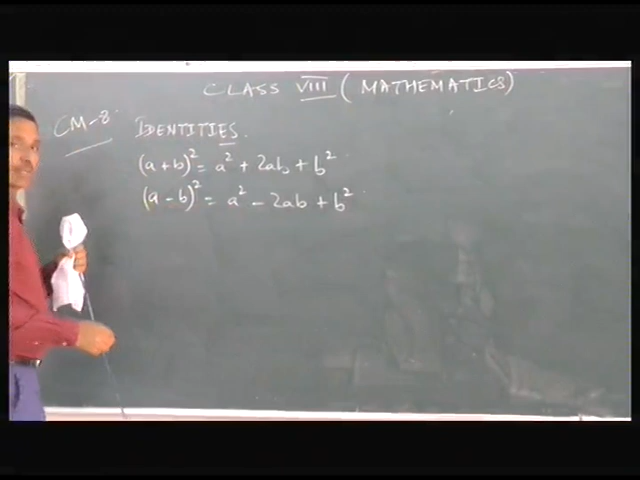 CLASS VIII (MATHEMATICS)
CM-8 IDENTITIES.
(a + b)² = a² + 2ab + b²
(a - b)² = a² - 2ab + b²